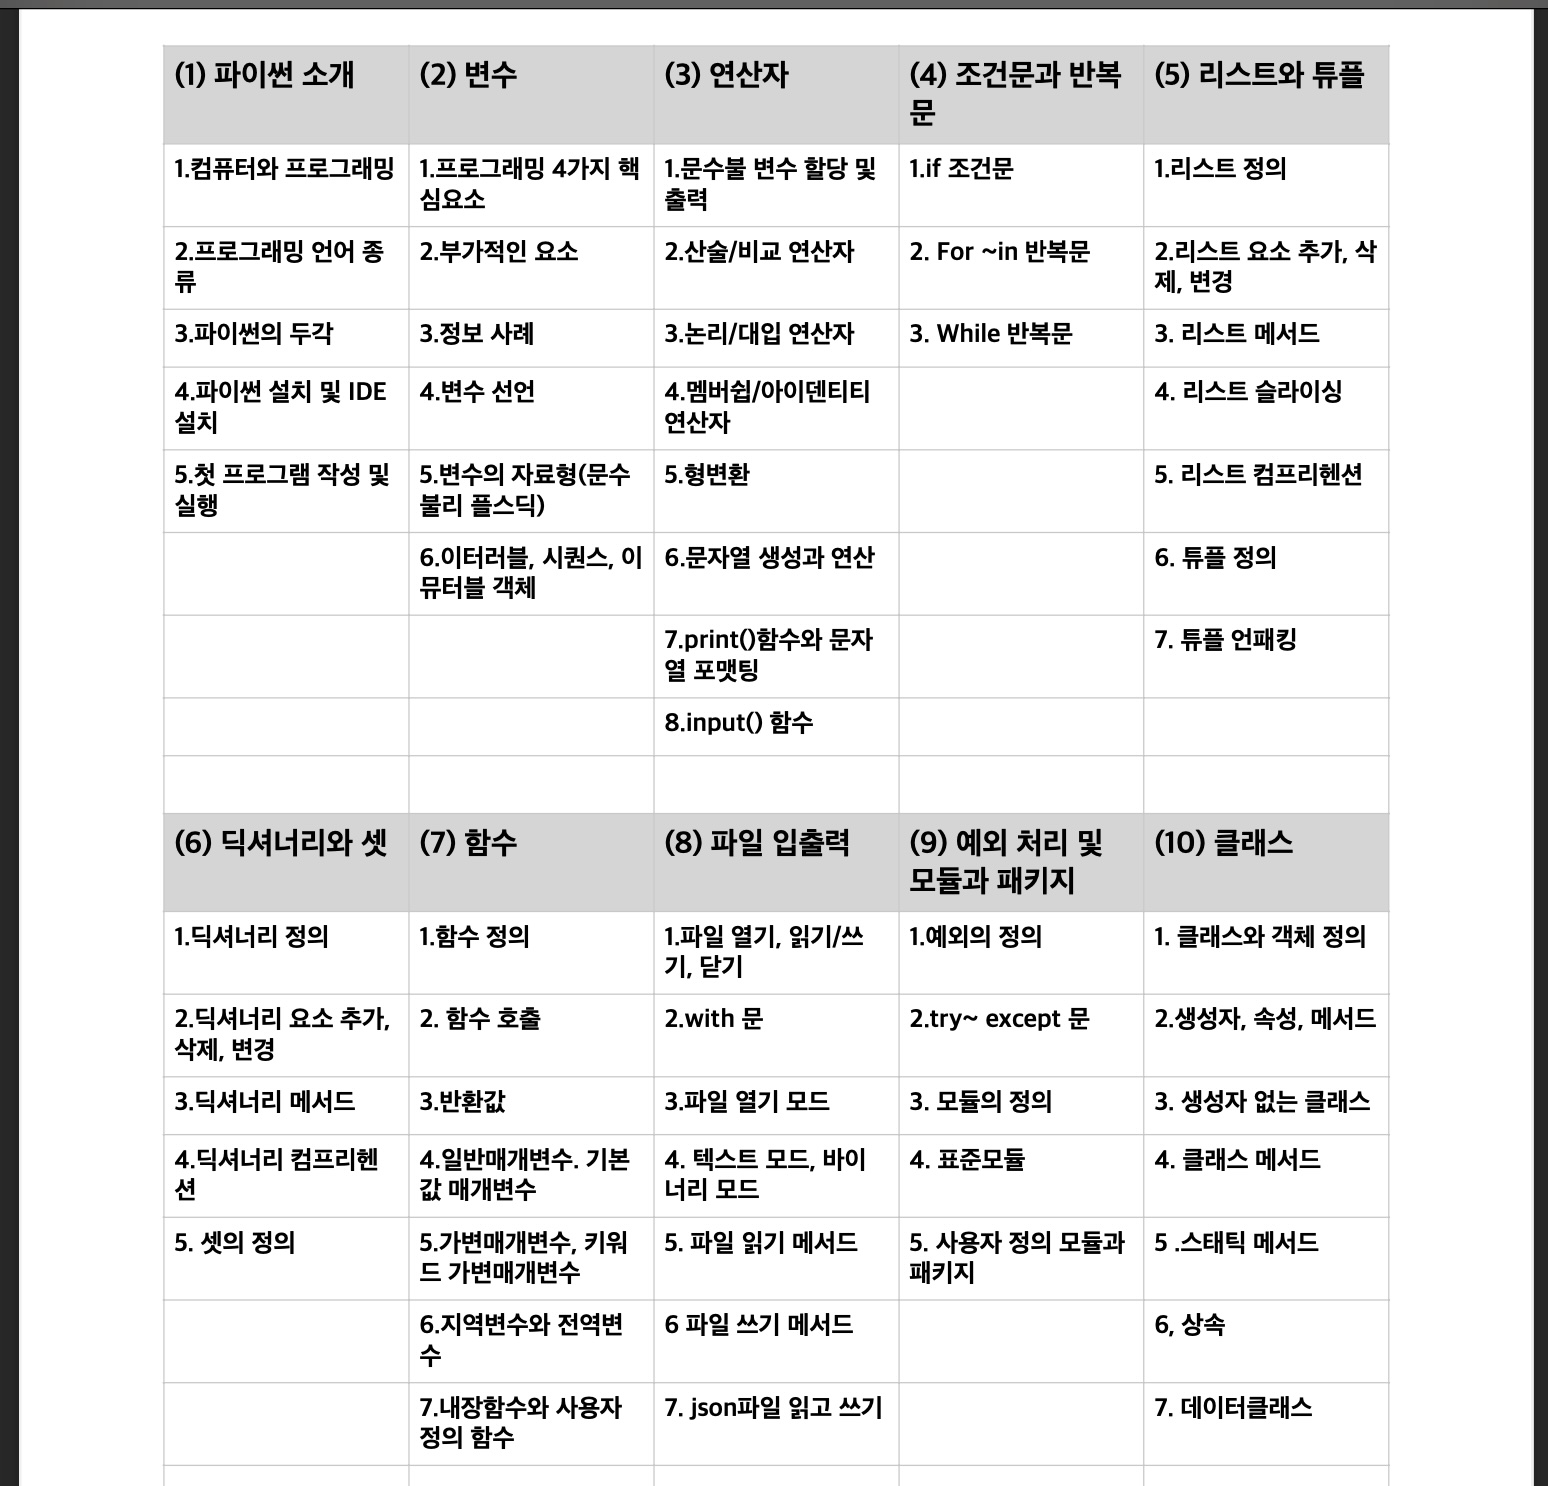 (1) 파이썬 소개
(2) 변수
(3) 연산자
(4) 조건문과 반복
문
(5) 리스트와 튜플
1.컴퓨터와 프로그래밍
1.프로그래밍 4가지 핵
심요소
1.문수불 변수 할당 및
출력
1.if 조건문
1.리스트 정의
2.프로그래밍 언어 종
류
2.부가적인 요소
2.산술/비교 연산자
2. For ~in 반복문
2.리스트 요소 추가, 삭
제, 변경
3.파이썬의 두각
3.정보 사례
3.논리/대입 연산자
3. While 반복문
3. 리스트 메서드
4.파이썬 설치 및 IDE
설치
4.변수 선언
4.멤버쉽/아이덴티티
연산자
4. 리스트 슬라이싱
5.첫 프로그램 작성 및
실행
5.변수의 자료형(문수
불리 플스딕)
5.형변환
5. 리스트 컴프리헨션
6.이터러블, 시퀀스, 이
뮤터블 객체
6.문자열 생성과 연산
6. 튜플 정의
7.print()함수와 문자
열 포맷팅
7. 튜플 언패킹
8.input() 함수
(6) 딕셔너리와 셋
(7) 함수
(8) 파일 입출력
(9) 예외 처리 및
모듈과 패키지
(10) 클래스
1.딕셔너리 정의
1.함수 정의
1.파일 열기, 읽기/쓰
기, 닫기
1.예외의 정의
1. 클래스와 객체 정의
2.딕셔너리 요소 추가,
삭제, 변경
2. 함수 호출
2.with 문
2.try~ except 문
2.생성자, 속성, 메서드
3.딕셔너리 메서드
3.반환값
3.파일 열기 모드
3. 모듈의 정의
3. 생성자 없는 클래스
4.딕셔너리 컴프리헨
션
4.일반매개변수. 기본
값 매개변수
4. 텍스트 모드, 바이
너리 모드
4. 표준모듈
4. 클래스 메서드
5. 셋의 정의
5.가변매개변수, 키워
드 가변매개변수
5. 파일 읽기 메서드
5. 사용자 정의 모듈과
패키지
5 .스태틱 메서드
6.지역변수와 전역변
수
6 파일 쓰기 메서드
6, 상속
7.내장함수와 사용자
정의 함수
7. json파일 읽고 쓰기
7. 데이터클래스